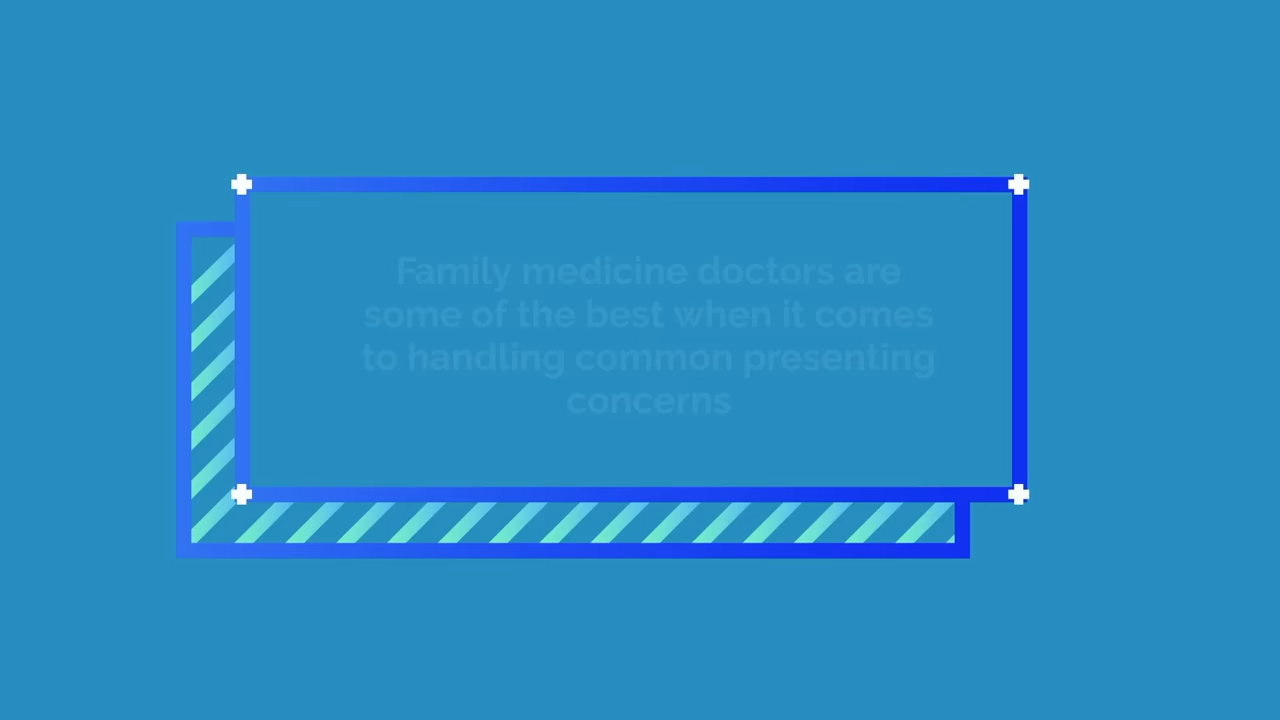 Family medicine doctors are
some of the best when it comes
to handling common presenting
concerns